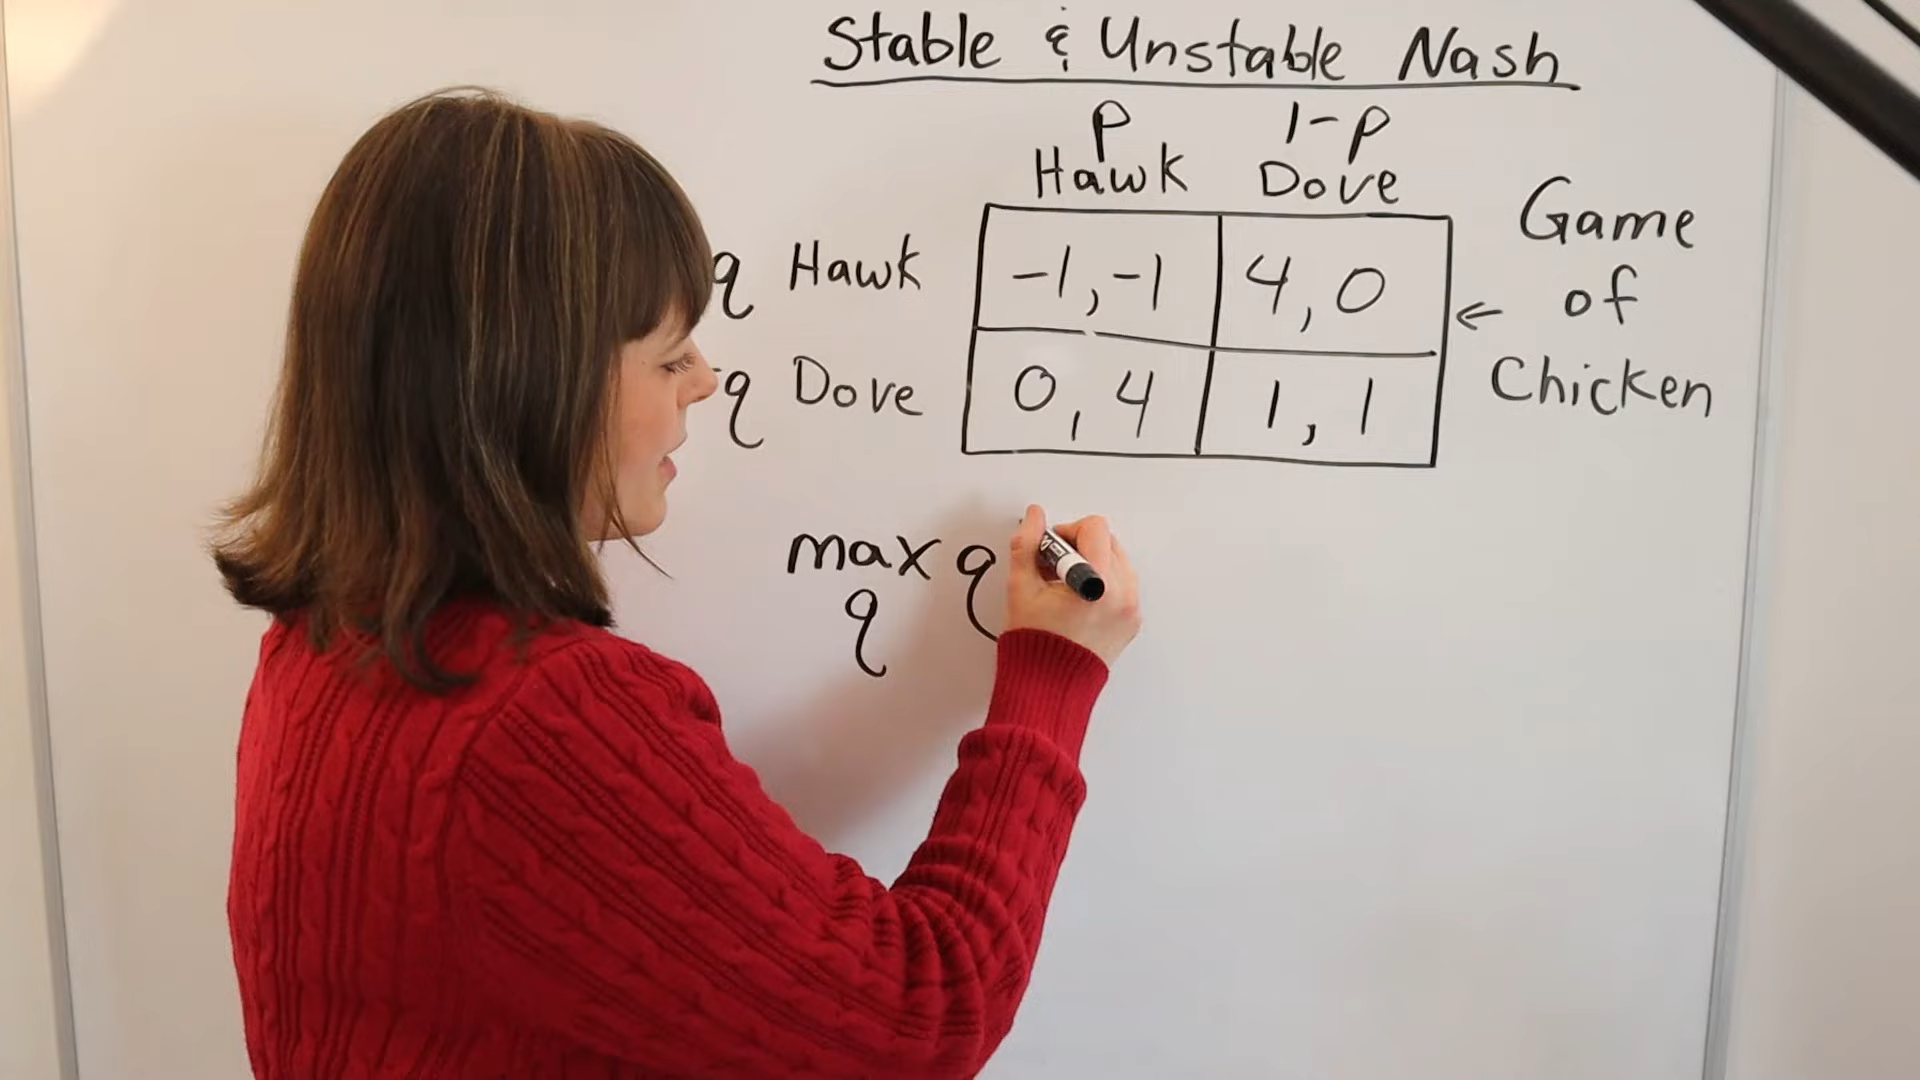 Stable & Unstable Nash
p 1-p
Hawk Dove
q Hawk -1,-1 4,0
-q Dove 0,4 1,1
← Game
of
Chicken
max q
q